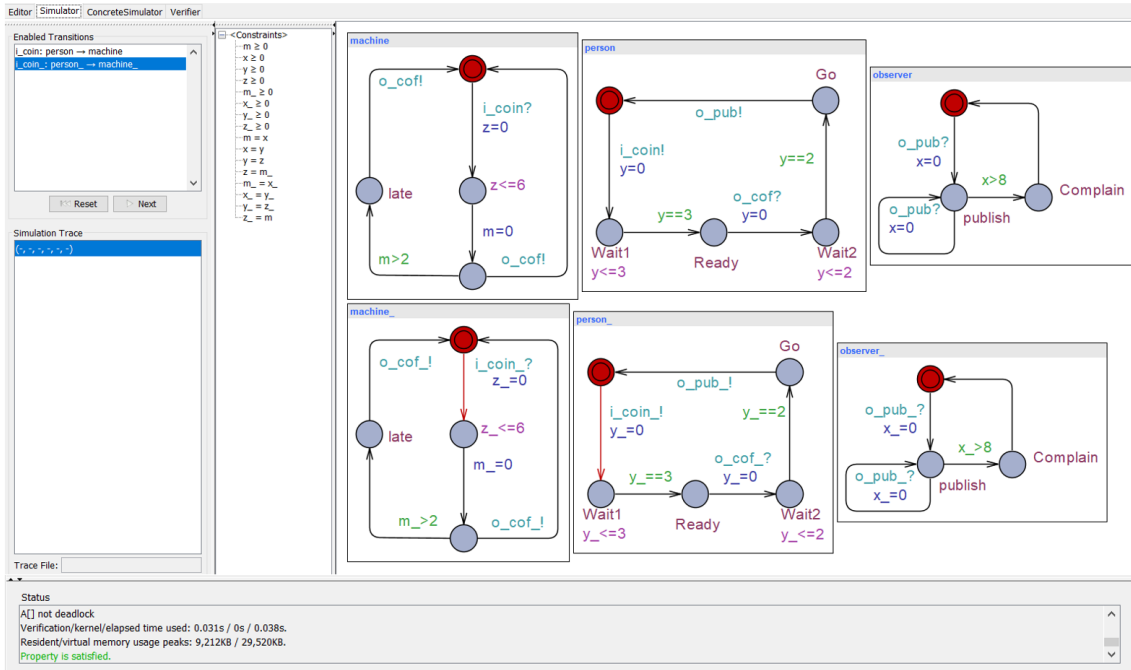 Editor Simulator ConcreteSimulator Verifier
Enabled Transitions
i_coin: person → machine
i_coin_: person_ → machine_
Reset Next
Simulation Trace
(-, -, -, -, -, -)
Trace File:
<Constraints>
m ≥ 0
x ≥ 0
y ≥ 0
z ≥ 0
m_ ≥ 0
x_ ≥ 0
y_ ≥ 0
z_ ≥ 0
m = x
x = y
y = z
z = m_
m_ = x_
x_ = y_
y_ = z_
z_ = m
machine
o_cof!
i_coin?
z=0
z<=6
late
m=0
m>2
o_cof!
person
Go
o_pub!
i_coin!
y=0
y==2
y==3
o_cof?
y=0
Wait1
y<=3
Ready
Wait2
y<=2
observer
o_pub?
x=0
x>8
Complain
o_pub?
x=0
publish
machine_
o_cof_!
i_coin_?
z_=0
z_<=6
late
m_=0
m_>2
o_cof_!
person_
Go
o_pub_!
i_coin_!
y_=0
y_==2
y_==3
o_cof_?
y_=0
Wait1
y_<=3
Ready
Wait2
y_<=2
observer_
o_pub_?
x_=0
x_>8
Complain
o_pub_?
x_=0
publish
Status
A[] not deadlock
Verification/kernel/elapsed time used: 0.031s / 0s / 0.038s.
Resident/virtual memory usage peaks: 9,212KB / 29,520KB.
Property is satisfied.